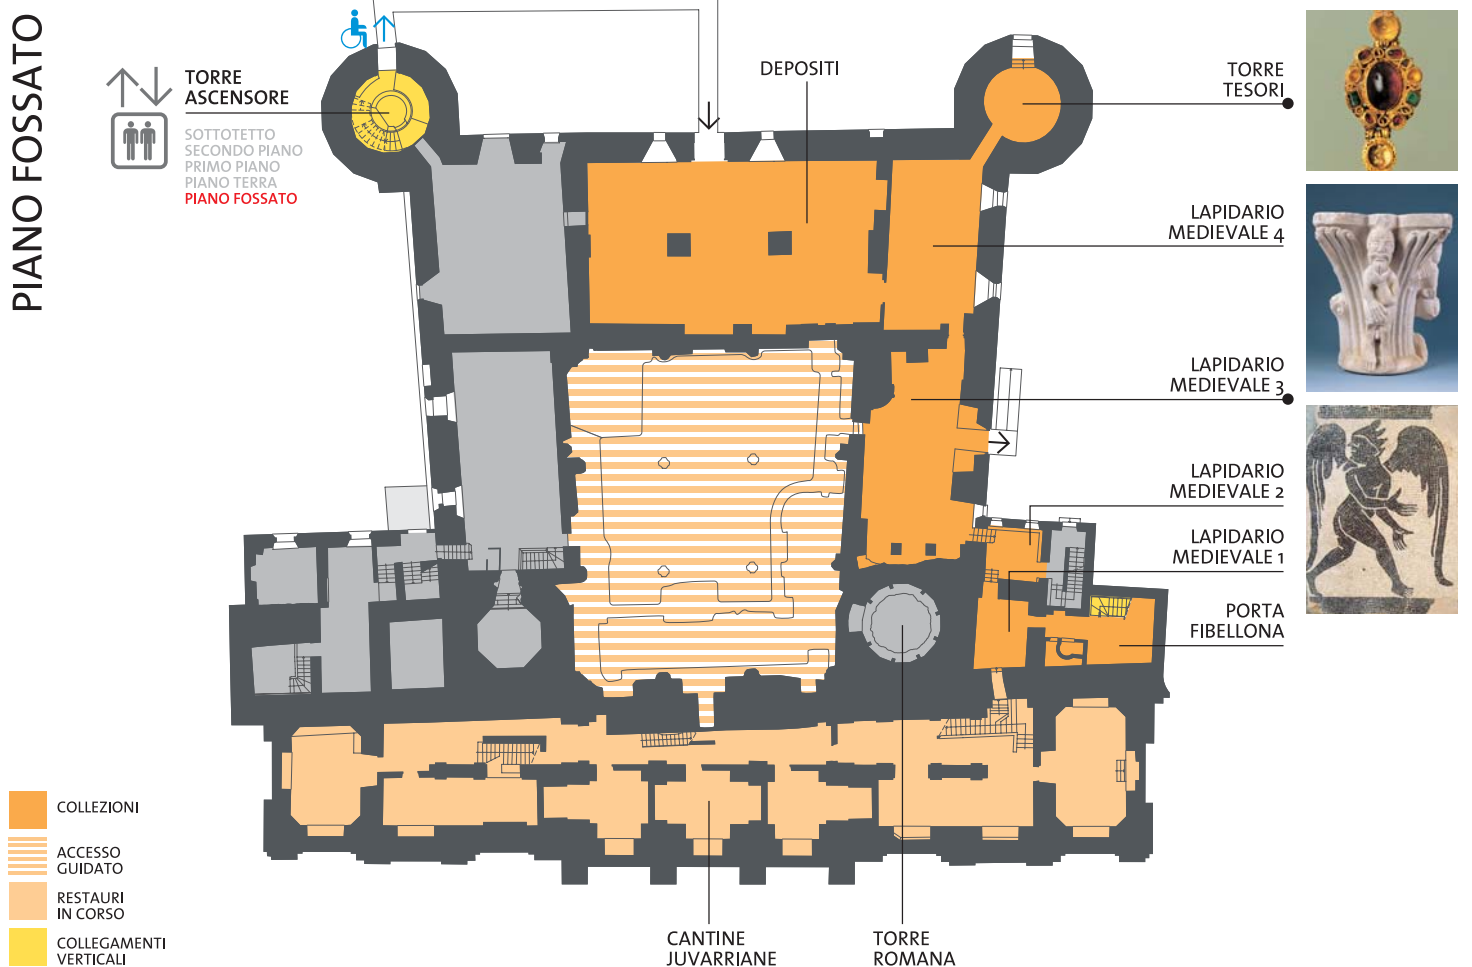 PIANO FOSSATO
TORRE
ASCENSORE
SOTTOTETTO
SECONDO PIANO
PRIMO PIANO
PIANO TERRA
PIANO FOSSATO
DEPOSITI
TORRE
TESORI
LAPIDARIO
MEDIEVALE 4
LAPIDARIO
MEDIEVALE 3
LAPIDARIO
MEDIEVALE 2
LAPIDARIO
MEDIEVALE 1
PORTA
FIBELLONA
COLLEZIONI
ACCESSO
GUIDATO
RESTAURI
IN CORSO
COLLEGAMENTI
VERTICALI
CANTINE
JUVARRIANE
TORRE
ROMANA